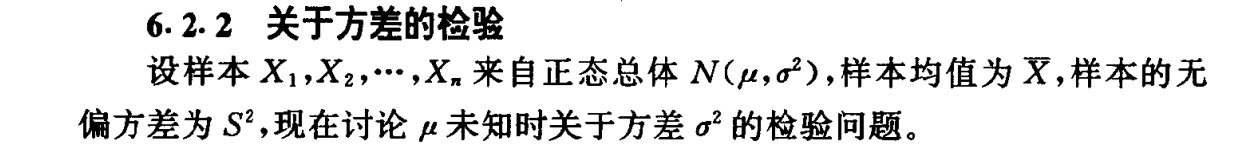 6.2.2 关于方差的检验
设样本 X₁,X₂,⋯,Xₙ 来自正态总体 N(μ,σ²),样本均值为 X̄,样本的无
偏方差为 S²,现在讨论 μ 未知时关于方差 σ² 的检验问题。